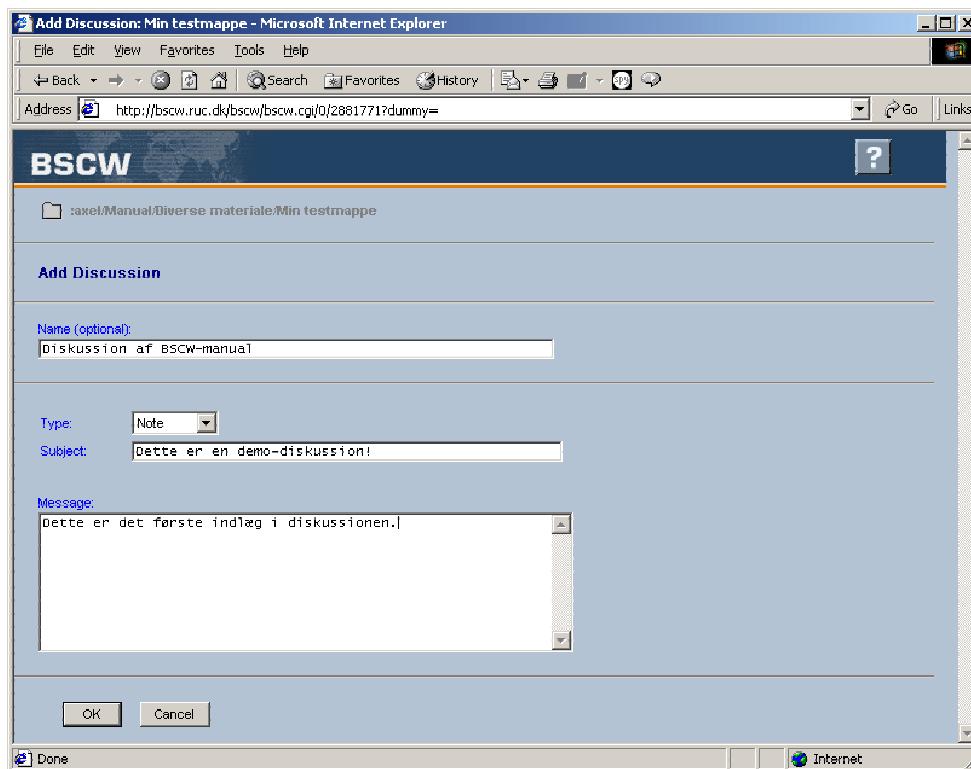 Add Discussion: Min testmappe - Microsoft Internet Explorer
File Edit View Favorites Tools Help
Back Search Favorites History
Address http://bscw.ruc.dk/bscw/bscw.cgi/0/2881771?dummy= Go Links
BSCW ?
:axel/Manual/Diverse materiale/Min testmappe
Add Discussion
Name (optional):
Diskussion af BSCW-manual
Type: Note
Subject: Dette er en demo-diskussion!
Message:
Dette er det første indlæg i diskussionen.
OK Cancel
Done Internet